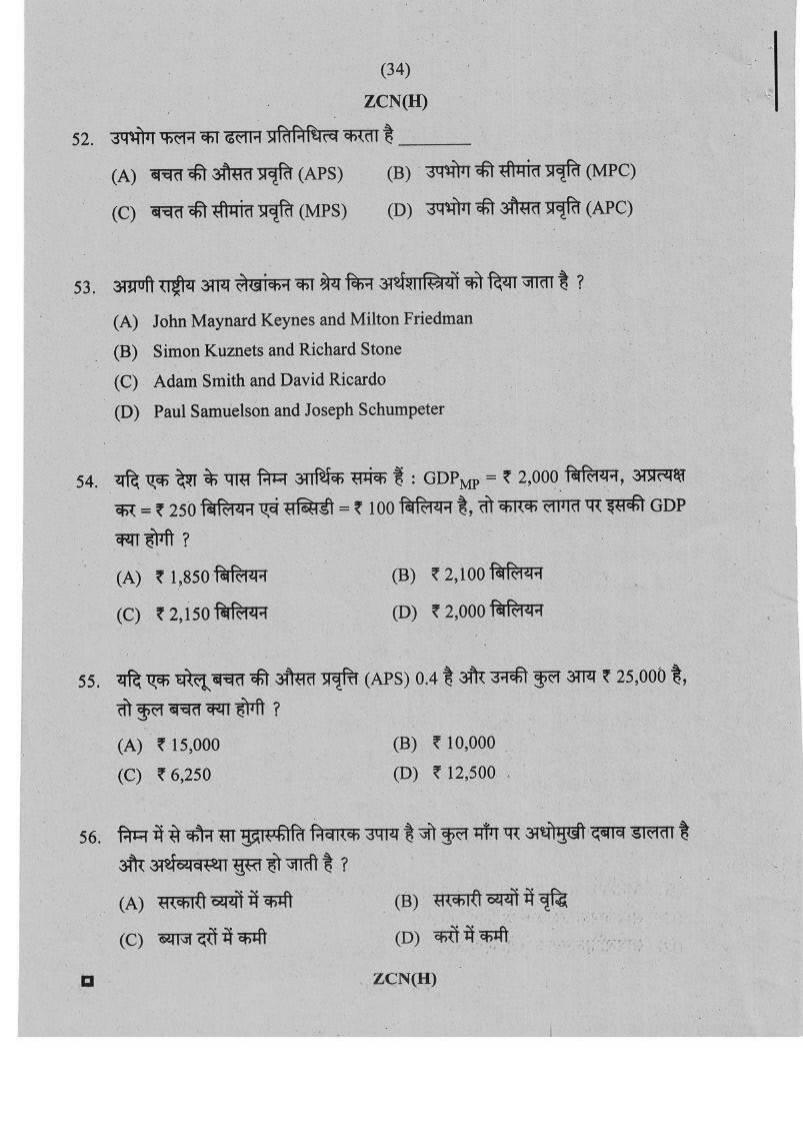 (34)
ZCN(H)
52. उपभोग फलन का ढलान प्रतिनिधित्व करता है ________
(A) बचत की औसत प्रवृति (APS) (B) उपभोग की सीमांत प्रवृति (MPC)
(C) बचत की सीमांत प्रवृति (MPS) (D) उपभोग की औसत प्रवृति (APC)
53. अग्रणी राष्ट्रीय आय लेखांकन का श्रेय किन अर्थशास्त्रियों को दिया जाता है ?
(A) John Maynard Keynes and Milton Friedman
(B) Simon Kuznets and Richard Stone
(C) Adam Smith and David Ricardo
(D) Paul Samuelson and Joseph Schumpeter
54. यदि एक देश के पास निम्न आर्थिक समंक हैं : GDP_MP = ₹ 2,000 बिलियन, अप्रत्यक्ष
कर = ₹ 250 बिलियन एवं सब्सिडी = ₹ 100 बिलियन है, तो कारक लागत पर इसकी GDP
क्या होगी ?
(A) ₹ 1,850 बिलियन (B) ₹ 2,100 बिलियन
(C) ₹ 2,150 बिलियन (D) ₹ 2,000 बिलियन
55. यदि एक घरेलू बचत की औसत प्रवृत्ति (APS) 0.4 है और उनकी कुल आय ₹ 25,000 है,
तो कुल बचत क्या होगी ?
(A) ₹ 15,000 (B) ₹ 10,000
(C) ₹ 6,250 (D) ₹ 12,500
56. निम्न में से कौन सा मुद्रास्फीति निवारक उपाय है जो कुल माँग पर अधोमुखी दबाव डालता है
और अर्थव्यवस्था सुस्त हो जाती है ?
(A) सरकारी व्ययों में कमी (B) सरकारी व्ययों में वृद्धि
(C) ब्याज दरों में कमी (D) करों में कमी
ZCN(H)